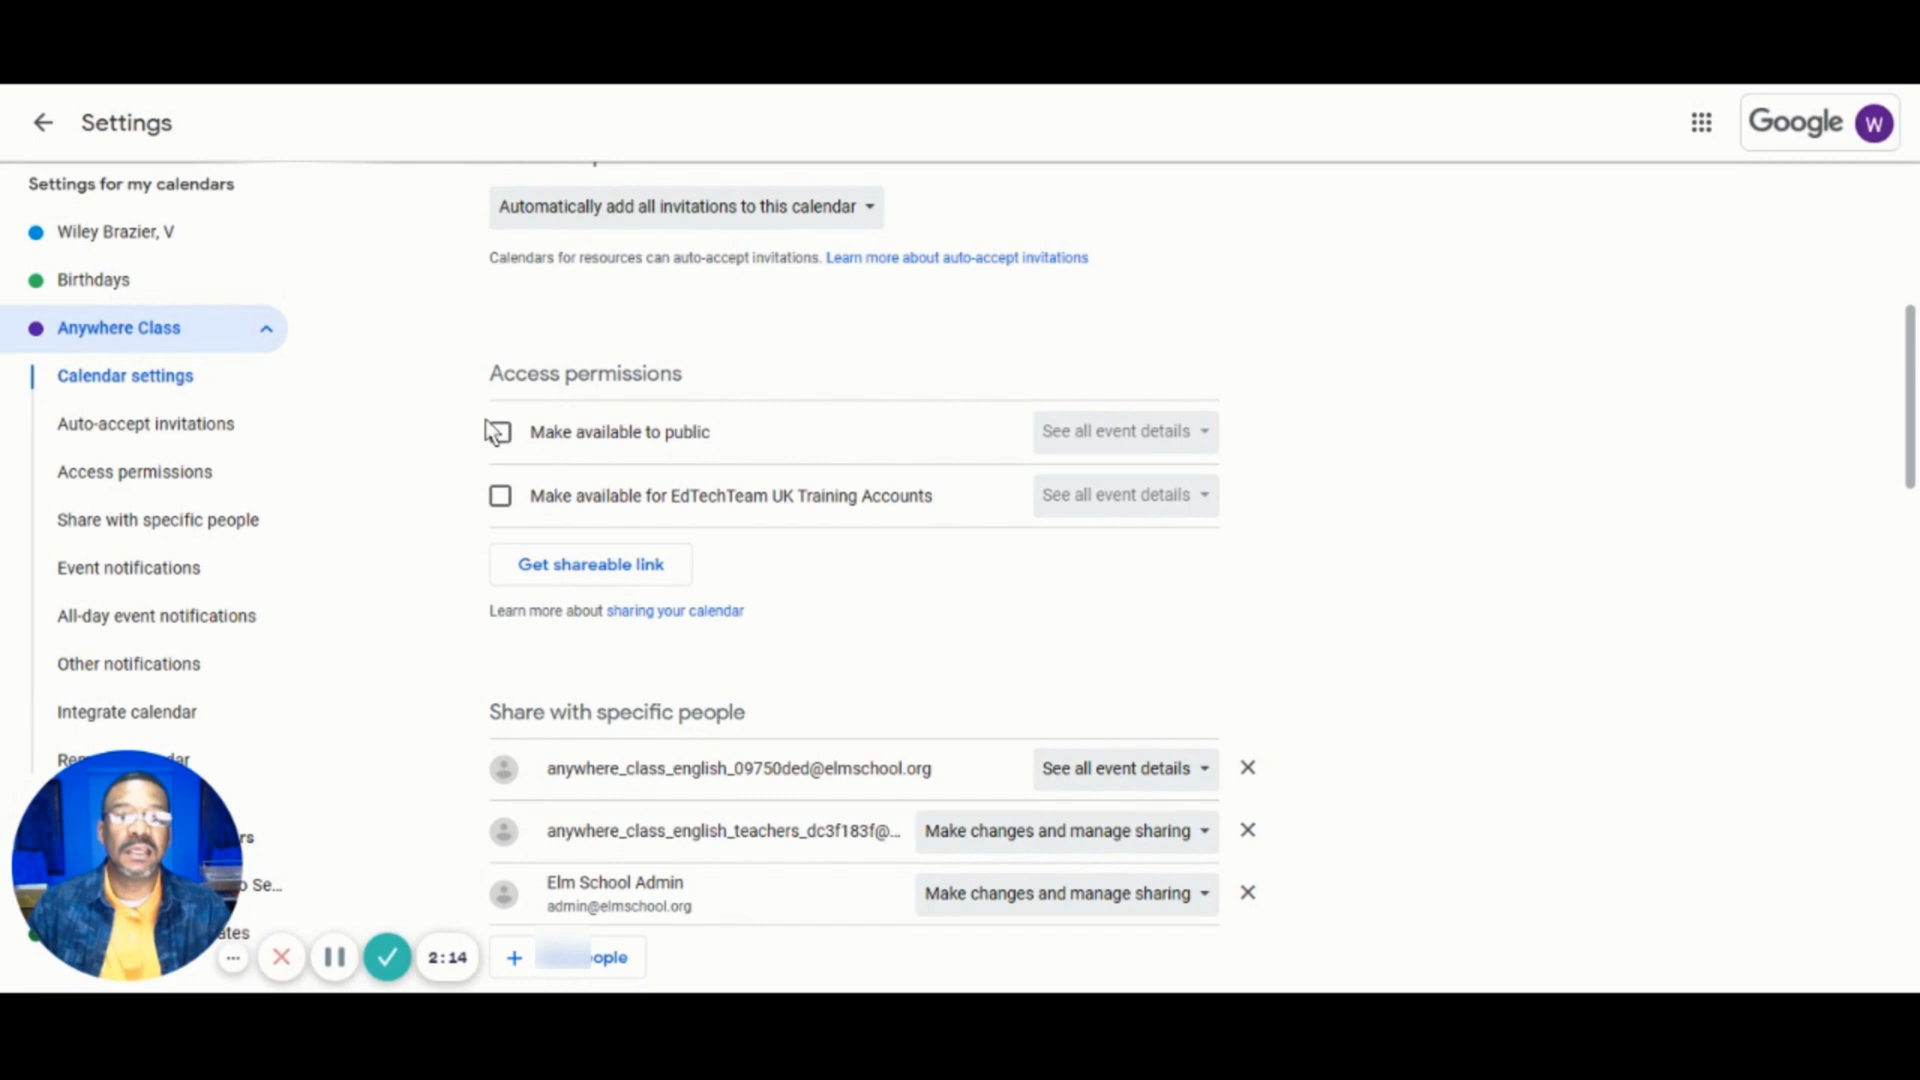 Settings
Google W
Settings for my calendars
Wiley Brazier, V
Birthdays
Anywhere Class
Calendar settings
Auto-accept invitations
Access permissions
Share with specific people
Event notifications
All-day event notifications
Other notifications
Integrate calendar
Automatically add all invitations to this calendar
Calendars for resources can auto-accept invitations. Learn more about auto-accept invitations
Access permissions
Make available to public See all event details
Make available for EdTechTeam UK Training Accounts See all event details
Get shareable link
Learn more about sharing your calendar
Share with specific people
anywhere_class_english_09750ded@elmschool.org See all event details
anywhere_class_english_teachers_dc3f183f@... Make changes and manage sharing
Elm School Admin
admin@elmschool.org Make changes and manage sharing
2:14